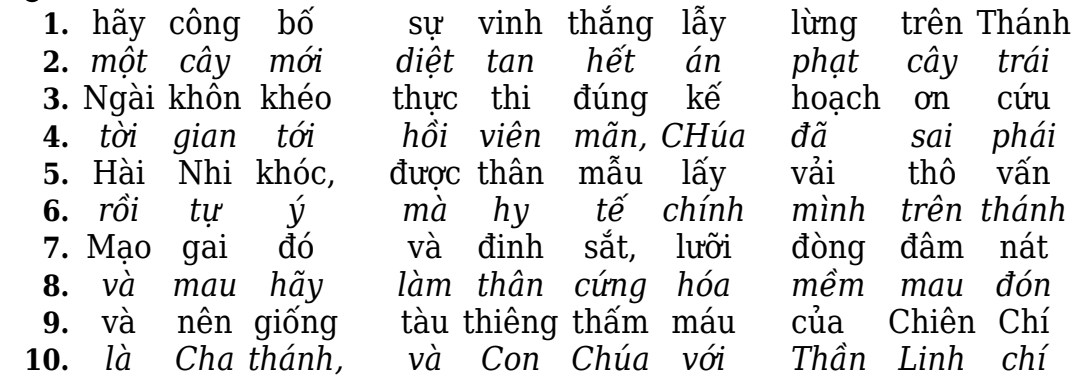 1. hãy công bố sự vinh thắng lẫy lừng trên Thánh
2. một cây mới diệt tan hết án phạt cây trái
3. Ngài khôn khéo thực thi đúng kế hoạch ơn cứu
4. tời gian tới hồi viên mãn, CHúa đã sai phái
5. Hài Nhi khóc, được thân mẫu lấy vải thô vấn
6. rồi tự ý mà hy tế chính mình trên thánh
7. Mạo gai đó và đinh sắt, lưỡi đòng đâm nát
8. và mau hãy làm thân cứng hóa mềm mau đón
9. và nên giống tàu thiêng thấm máu của Chiên Chí
10. là Cha thánh, và Con Chúa với Thần Linh chí